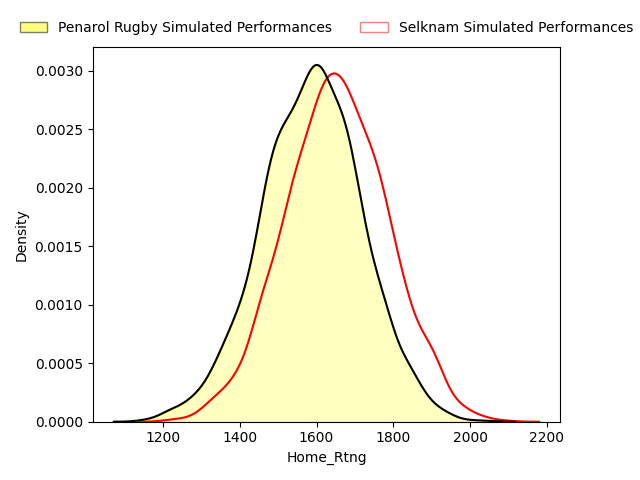 Penarol Rugby Simulated Performances
Selknam Simulated Performances
0.0030
0.0025
0.0020
0.0015
0.0010
0.0005
0.0000
Density
1200 1400 1600 1800 2000 2200
Home_Rtng